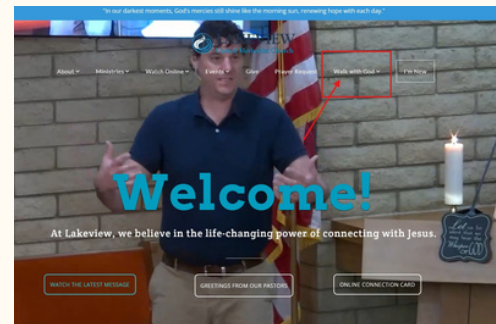 "In our darkest moments, God's mercies still shine like the morning sun, renewing hope with each day."
About Ministries Watch Online Events Give Prayer Request Walk with God I'm New
Welcome!
At Lakeview, we believe in the life-changing power of connecting with Jesus.
WATCH THE LATEST MESSAGE
GREETINGS FROM OUR PASTORS
ONLINE CONNECTION CARD